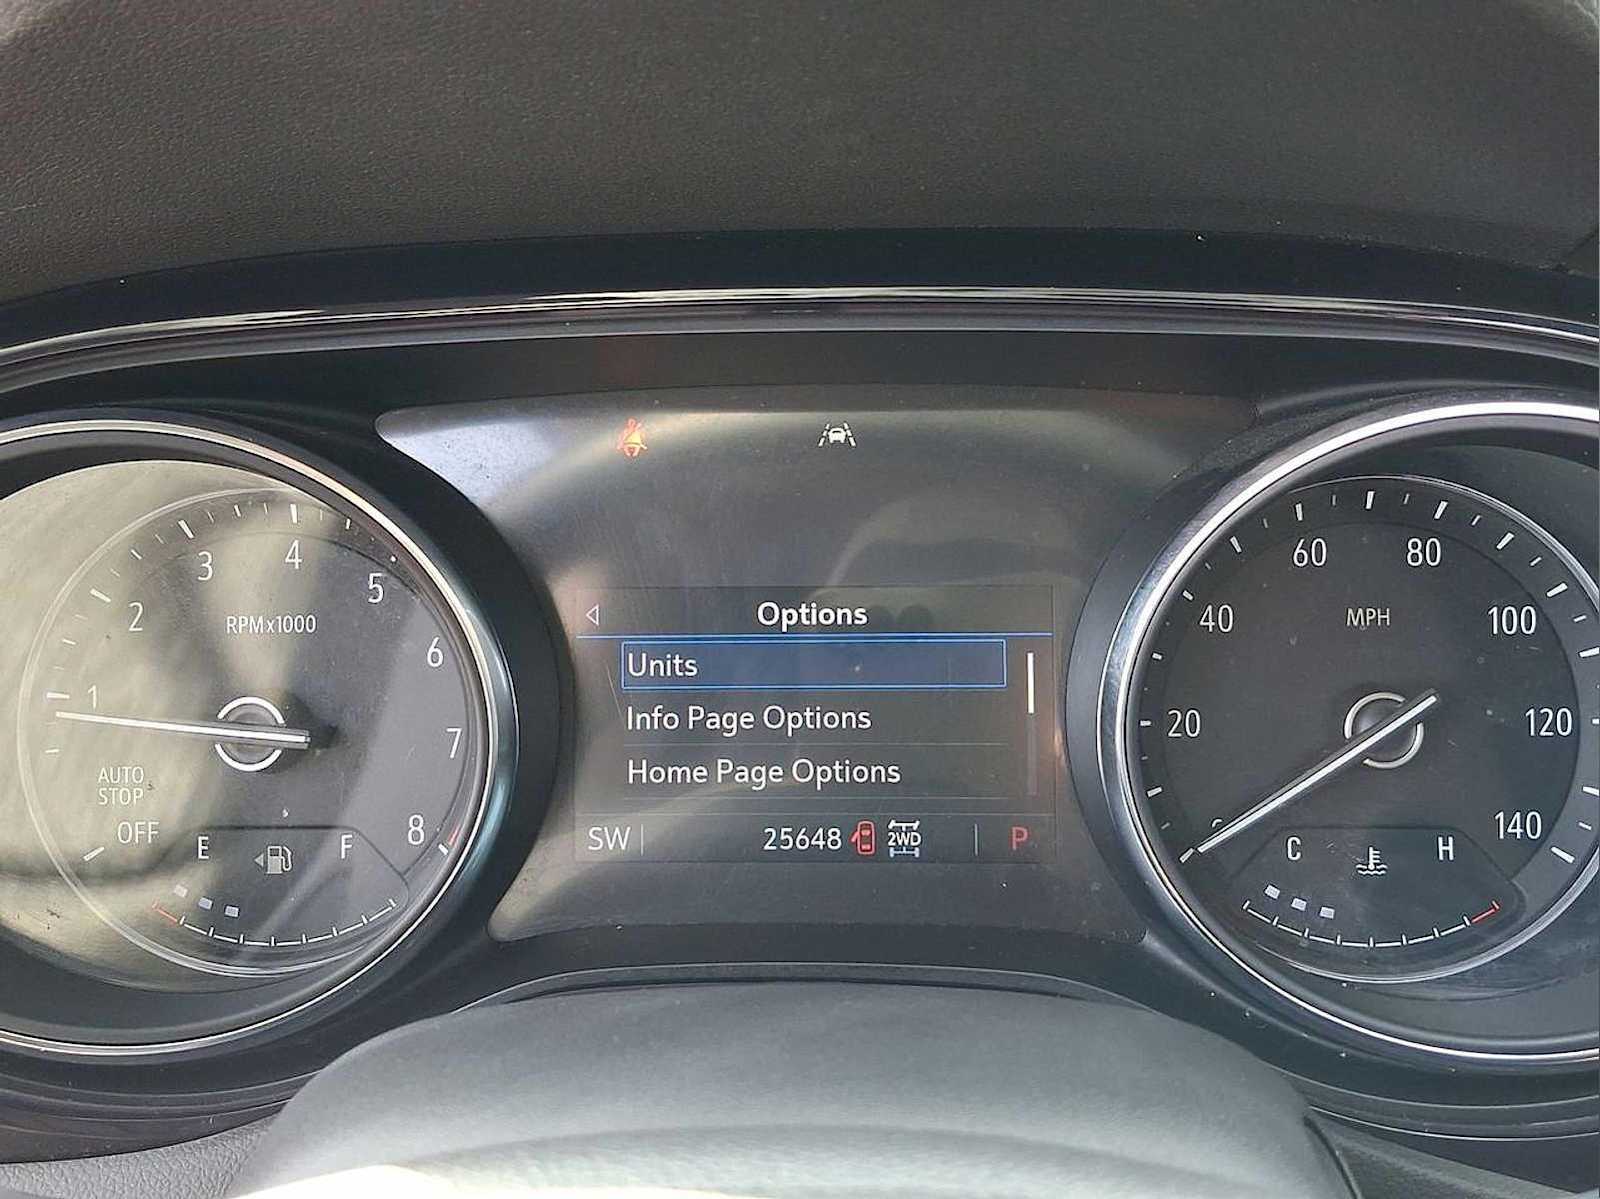 OFF
AUTO
STOP
1
2
3
4
5
6
7
8
RPMx1000
E
F
Options
Units
Info Page Options
Home Page Options
SW
25648
2WD
P
20
40
60
80
100
120
140
MPH
C
H